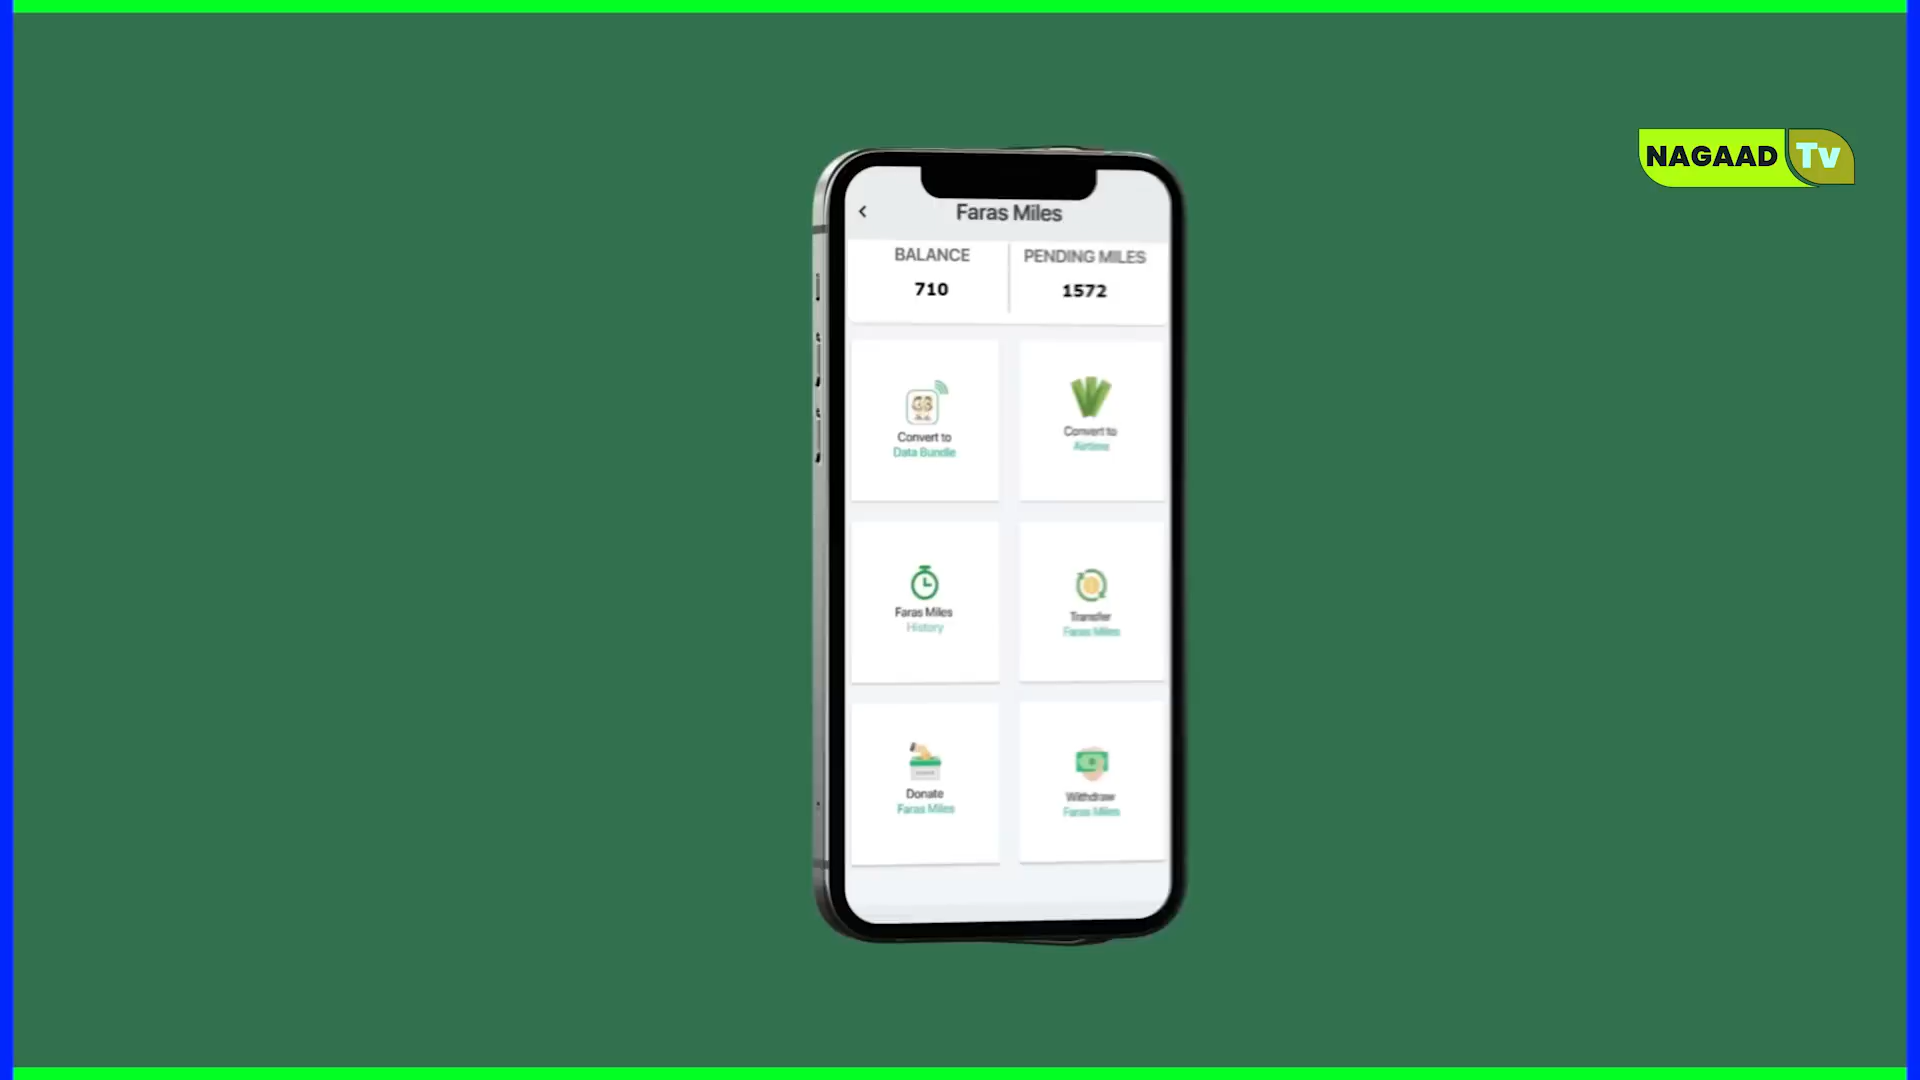 NAGAAD Tv
Faras Miles
BALANCE
PENDING MILES
710
1572
Convert to
Data Bundle
Convert to
Airtime
Faras Miles
History
Transfer
Faras Miles
Donate
Faras Miles
Withdraw
Faras Miles